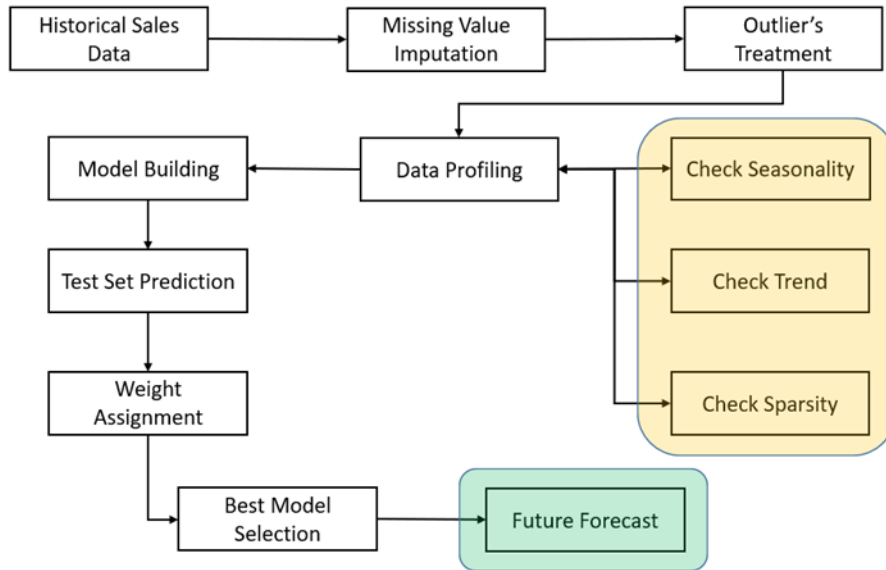 Historical Sales
Data
Missing Value
Imputation
Outlier's
Treatment
Model Building
Data Profiling
Check Seasonality
Test Set Prediction
Check Trend
Weight
Assignment
Check Sparsity
Best Model
Selection
Future Forecast